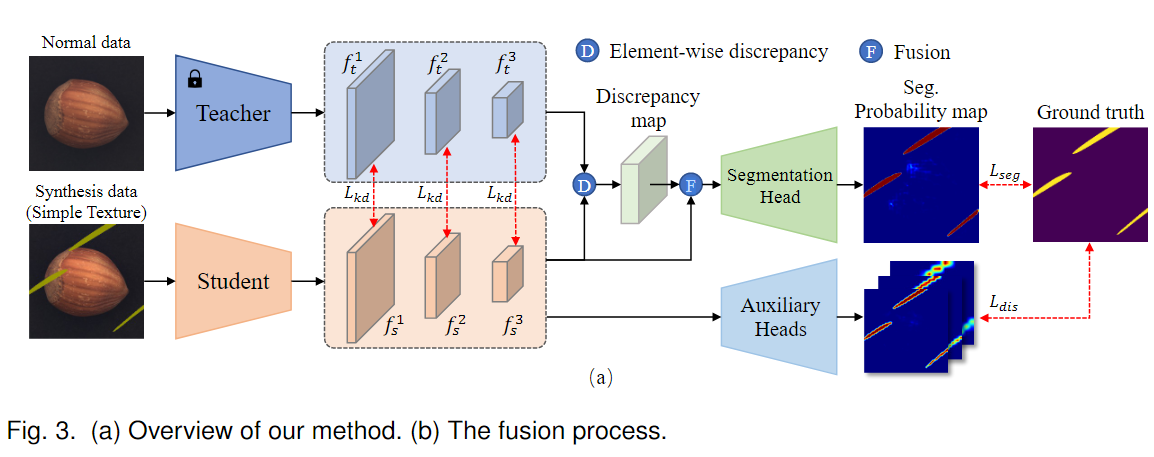 Normal data
Teacher
f_t^1
f_t^2
f_t^3
D Element-wise discrepancy
F Fusion
Discrepancy
map
Seg.
Probability map
Ground truth
L_kd
L_kd
L_kd
D
F
Segmentation
Head
L_seg
Synthesis data
(Simple Texture)
Student
f_s^1
f_s^2
f_s^3
Auxiliary
Heads
L_dis
(a)
Fig. 3. (a) Overview of our method. (b) The fusion process.